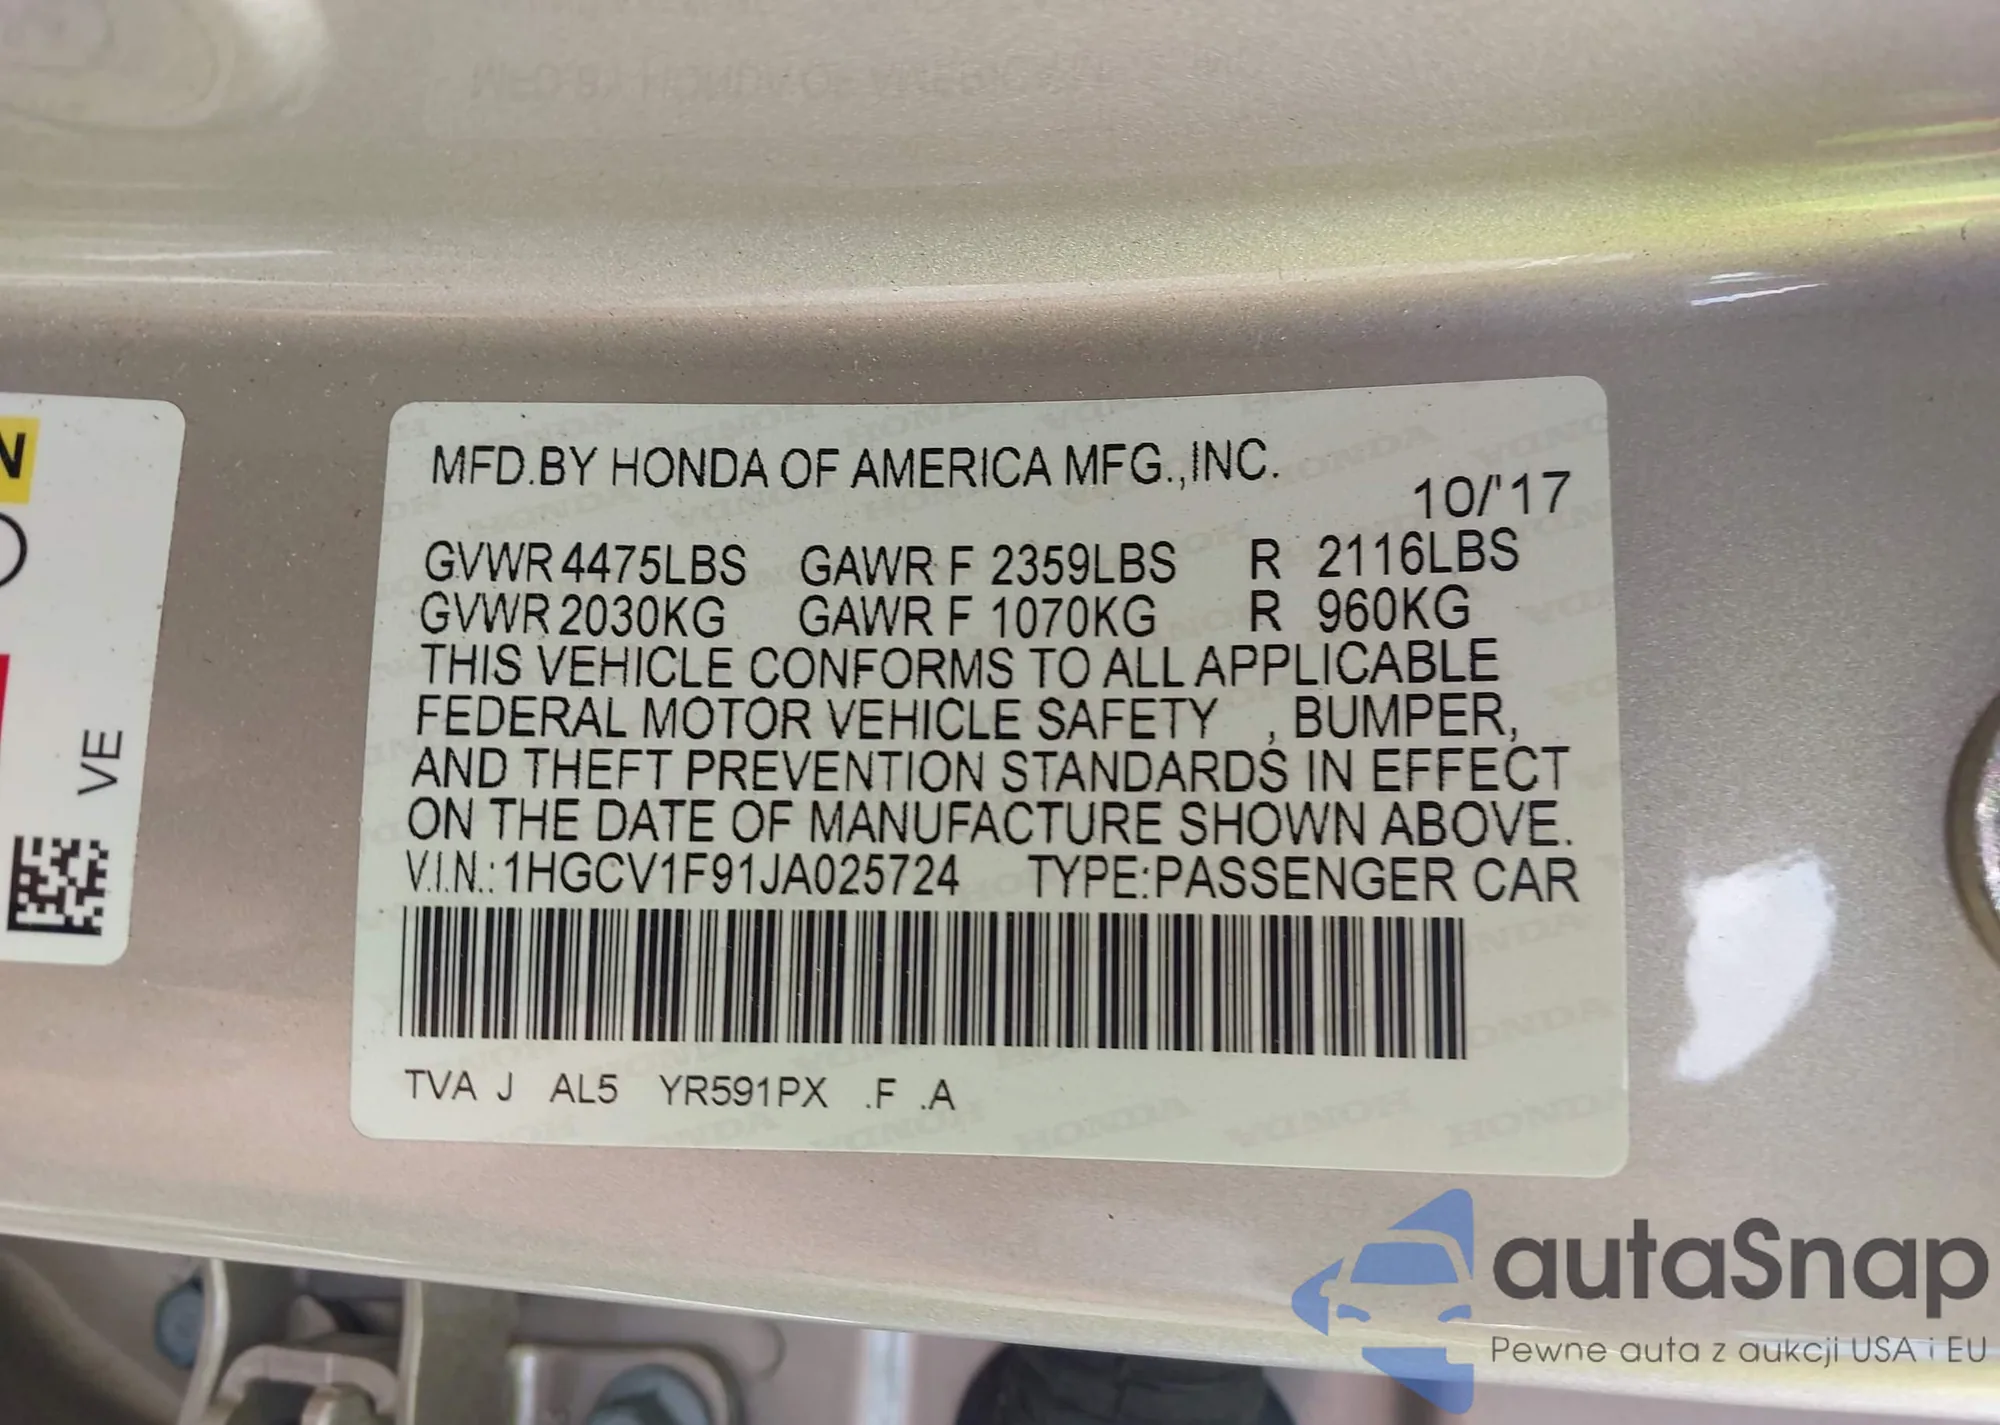 MFD.BY HONDA OF AMERICA MFG.,INC.
10/'17
GVWR 4475LBS GAWR F 2359LBS R 2116LBS
GVWR 2030KG GAWR F 1070KG R 960KG
THIS VEHICLE CONFORMS TO ALL APPLICABLE
FEDERAL MOTOR VEHICLE SAFETY , BUMPER,
AND THEFT PREVENTION STANDARDS IN EFFECT
ON THE DATE OF MANUFACTURE SHOWN ABOVE.
V.I.N.: 1HGCV1F91JA025724 TYPE:PASSENGER CAR
TVA J AL5 YR591PX .F .A
N
VE
autaSnap
Pewne auta z aukcji USA i EU